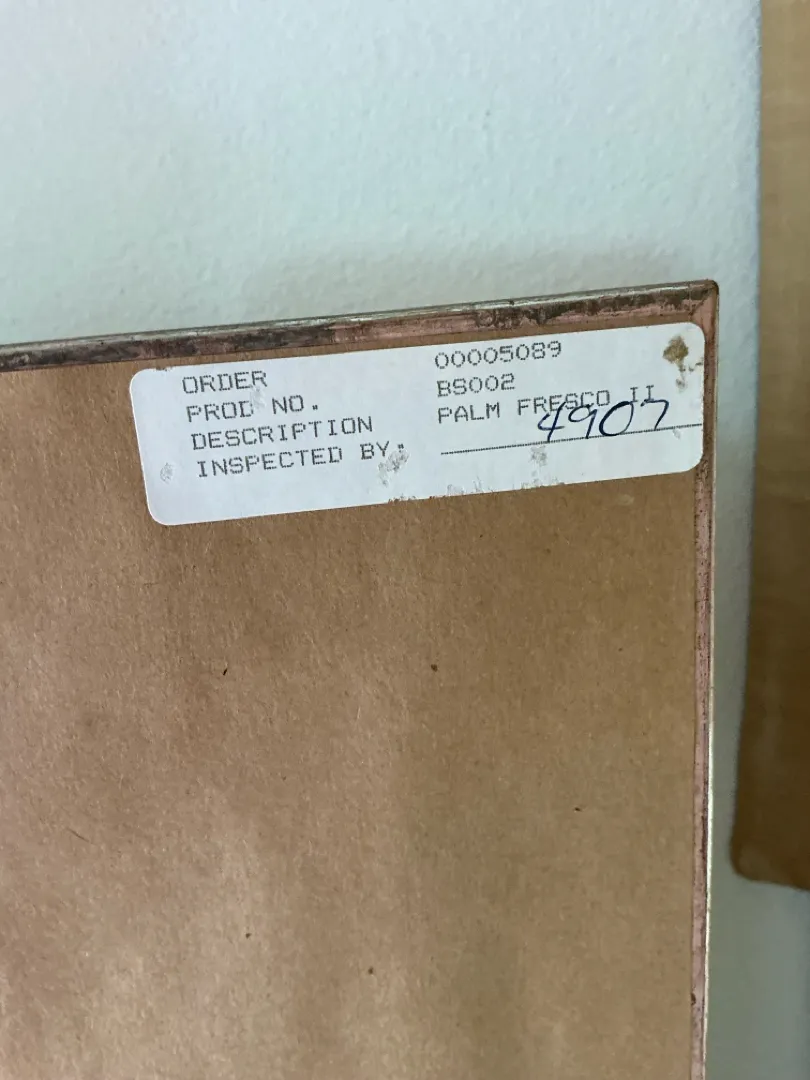 ORDER 00005089
PROD NO. BS002
DESCRIPTION PALM FRESCO II
INSPECTED BY: 4907